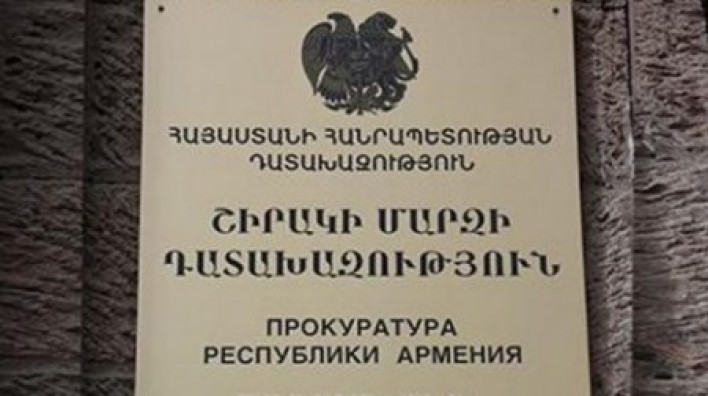 ՀԱՅԱՍՏԱՆԻ ՀԱՆՐԱՊԵՏՈՒԹՅԱՆ
ԴԱՏԱԽԱԶՈՒԹՅՈՒՆ
ՇԻՐԱԿԻ ՄԱՐԶԻ
ԴԱՏԱԽԱԶՈՒԹՅՈՒՆ
ПРОКУРАТУРА
РЕСПУБЛИКИ АРМЕНИЯ